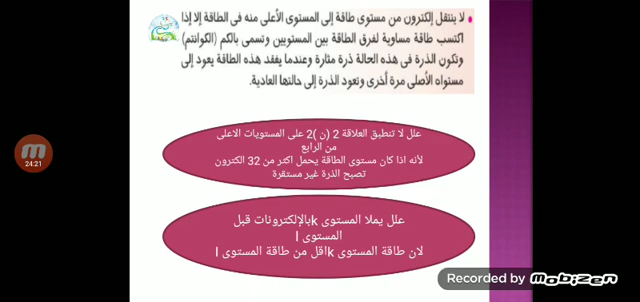 • لا ينتقل إلكترون من مستوى طاقة إلى المستوى الأعلى منه فى الطاقة إلا إذا
اكتسب طاقة مساوية لفرق الطاقة بين المستويين وتسمى بالكم (الكوانتم)
وتكون الذرة فى هذه الحالة ذرة مثارة وعندما يفقد هذه الطاقة يعود إلى
مستواه الأصلى مرة أخرى وتعود الذرة إلى حالتها العادية.
علل لا تنطبق العلاقة 2 (ن )2 على المستويات الاعلى
من الرابع
لأنه اذا كان مستوى الطاقة يحمل اكثر من 32 الكترون
تصبح الذرة غير مستقرة
علل يملا المستوى kبالإلكترونات قبل
المستوى l
لان طاقة المستوى kاقل من طاقة المستوى l
24:21
Recorded by Mobizen